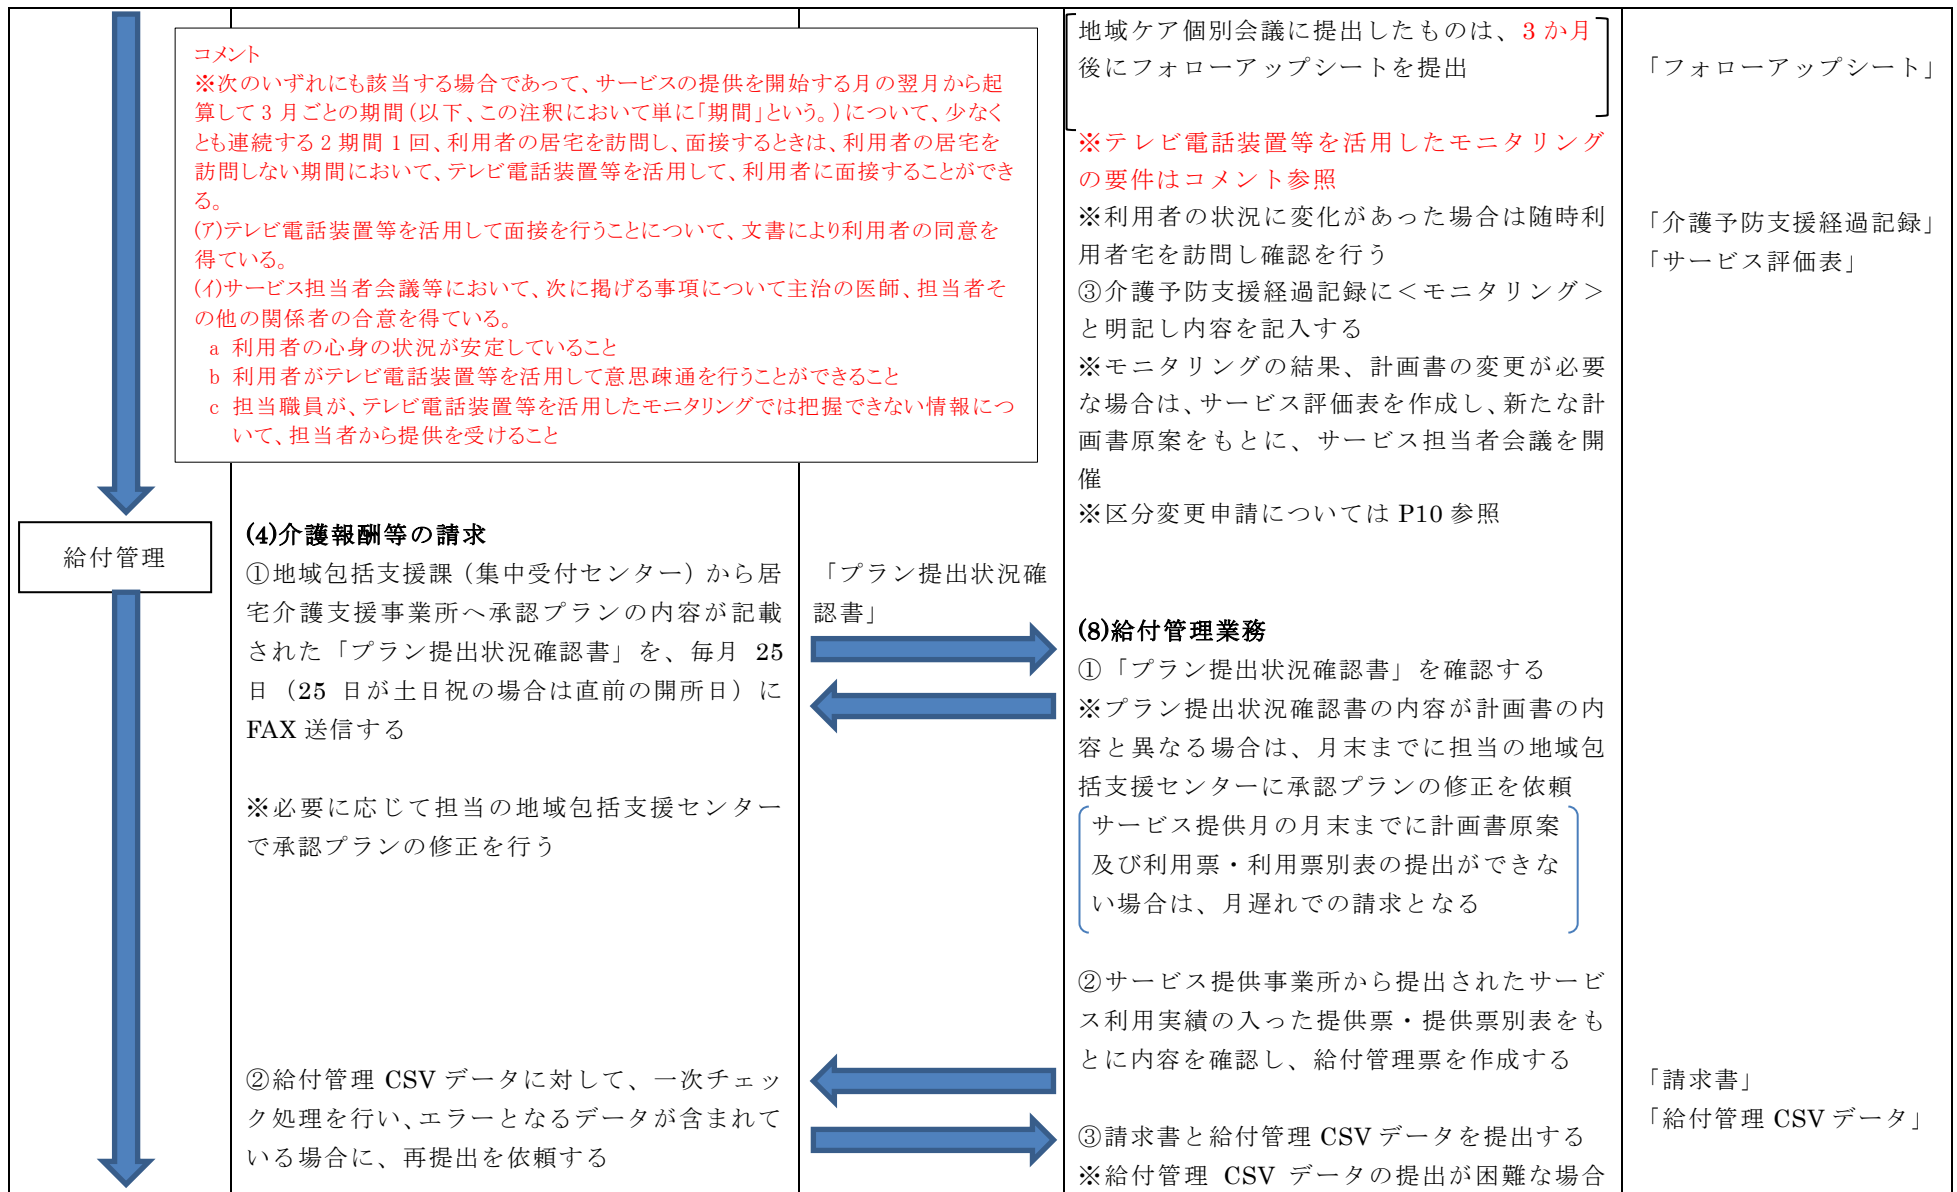 コメント
※次のいずれにも該当する場合であって、サービスの提供を開始する月の翌月から起
算して3月ごとの期間(以下、この注釈において単に「期間」という。)について、少なく
とも連続する2期間1回、利用者の居宅を訪問し、面接するときは、利用者の居宅を
訪問しない期間において、テレビ電話装置等を活用して、利用者に面接することができ
る。
(ア)テレビ電話装置等を活用して面接を行うことについて、文書により利用者の同意を
得ている。
(イ)サービス担当者会議等において、次に掲げる事項について主治の医師、担当者そ
の他の関係者の合意を得ている。
a 利用者の心身の状況が安定していること
b 利用者がテレビ電話装置等を活用して意思疎通を行うことができること
c 担当職員が、テレビ電話装置等を活用したモニタリングでは把握できない情報につ
いて、担当者から提供を受けること
地域ケア個別会議に提出したものは、3か月
後にフォローアップシートを提出
※テレビ電話装置等を活用したモニタリング
の要件はコメント参照
※利用者の状況に変化があった場合は随時利
用者宅を訪問し確認を行う
③介護予防支援経過記録に<モニタリング>
と明記し内容を記入する
※モニタリングの結果、計画書の変更が必要
な場合は、サービス評価表を作成し、新たな計
画書原案をもとに、サービス担当者会議を開
催
※区分変更申請については P10 参照
「フォローアップシート」
「介護予防支援経過記録」
「サービス評価表」
給付管理
(4)介護報酬等の請求
①地域包括支援課(集中受付センター)から居
宅介護支援事業所へ承認プランの内容が記載
された「プラン提出状況確認書」を、毎月 25
日(25 日が土日祝の場合は直前の開所日)に
FAX 送信する
※必要に応じて担当の地域包括支援センター
で承認プランの修正を行う
「プラン提出状況確
認書」
(8)給付管理業務
①「プラン提出状況確認書」を確認する
※プラン提出状況確認書の内容が計画書の内
容と異なる場合は、月末までに担当の地域包
括支援センターに承認プランの修正を依頼
サービス提供月の月末までに計画書原案
及び利用票・利用票別表の提出ができな
い場合は、月遅れでの請求となる
②サービス提供事業所から提出されたサービ
ス利用実績の入った提供票・提供票別表をも
とに内容を確認し、給付管理票を作成する
②給付管理 CSV データに対して、一次チェッ
ク処理を行い、エラーとなるデータが含まれて
いる場合に、再提出を依頼する
③請求書と給付管理 CSV データを提出する
※給付管理 CSV データの提出が困難な場合
「請求書」
「給付管理 CSV データ」